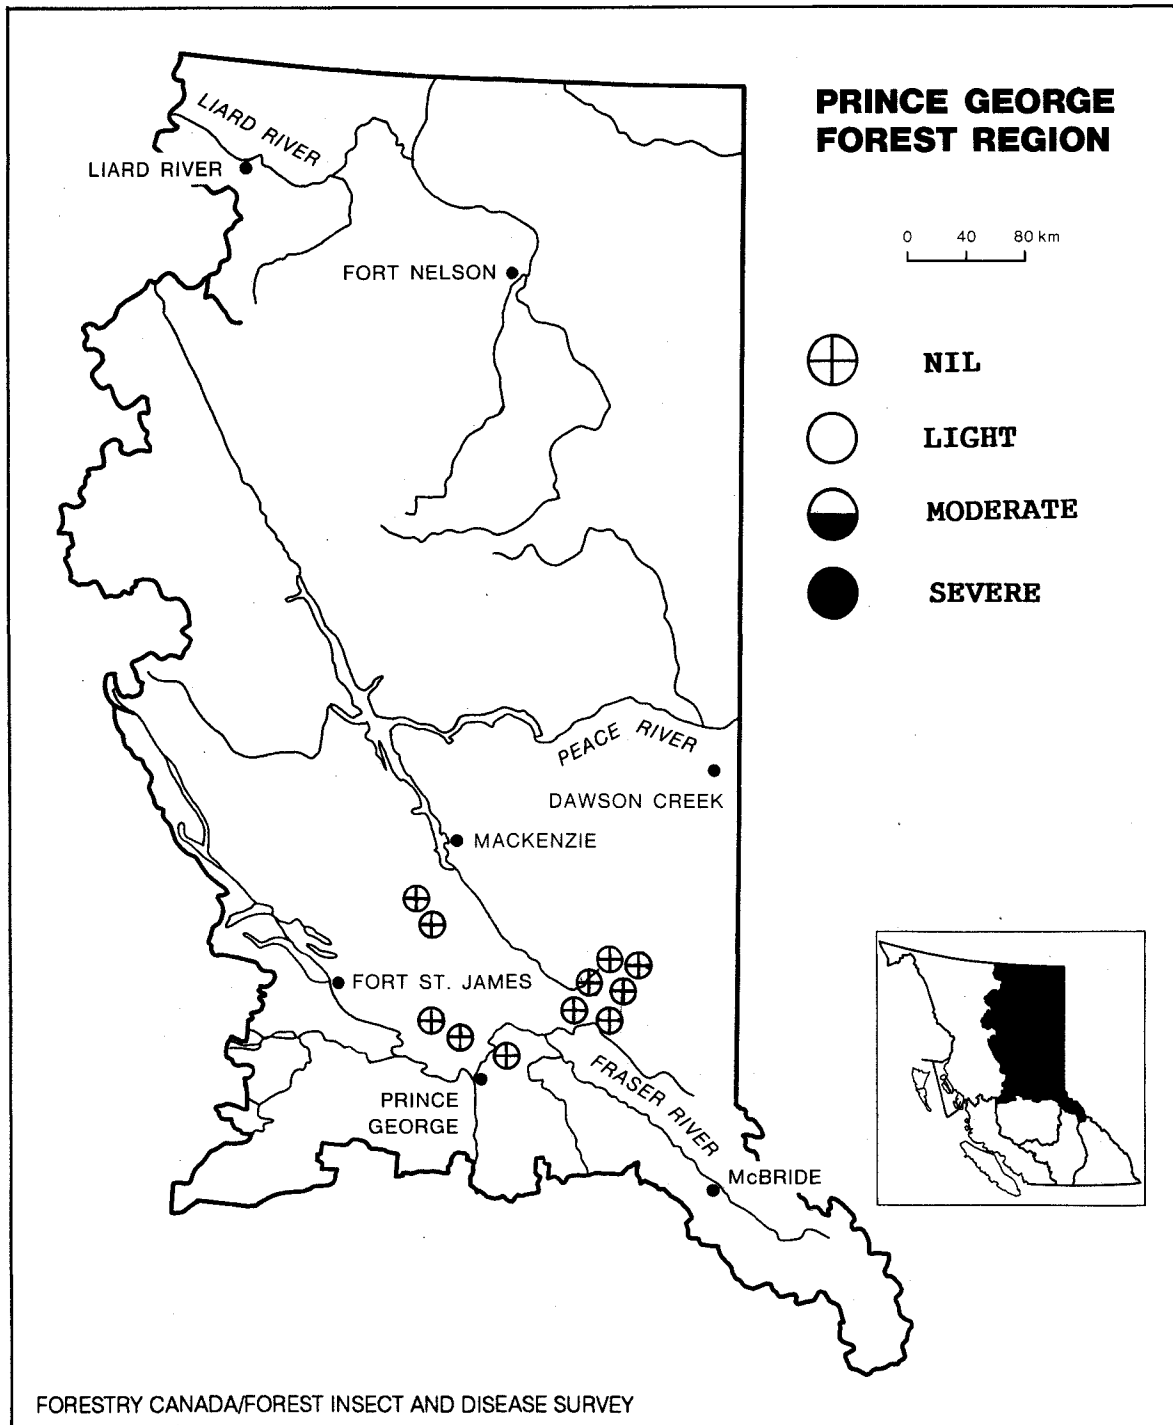 PRINCE GEORGE
FOREST REGION
LIARD RIVER
LIARD RIVER
0 40 80 km
FORT NELSON
NIL
LIGHT
MODERATE
SEVERE
PEACE RIVER
DAWSON CREEK
MACKENZIE
FORT ST. JAMES
FRASER RIVER
PRINCE
GEORGE
McBRIDE
FORESTRY CANADA/FOREST INSECT AND DISEASE SURVEY